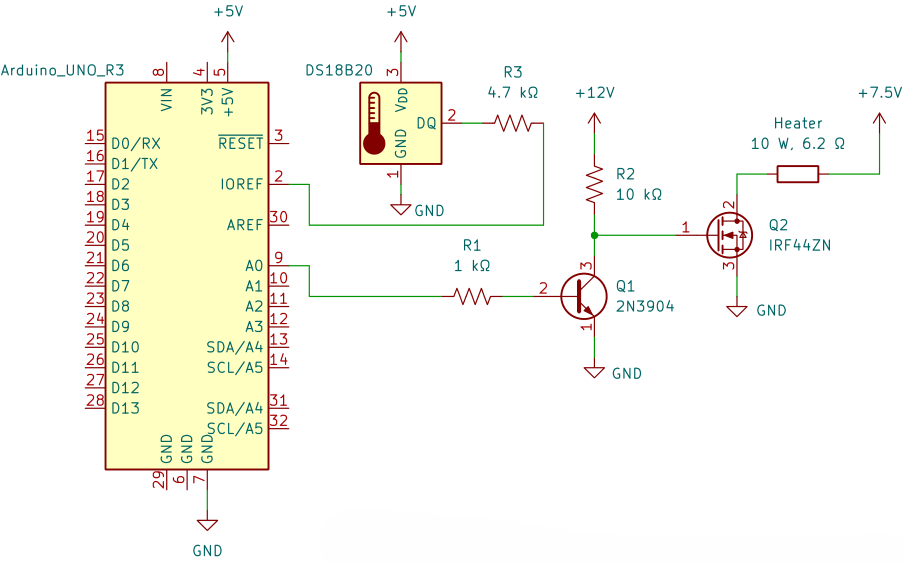 +5V
+5V
Arduino_UNO_R3
8
4
5
VIN
3V3
+5V
15
D0/RX
16
D1/TX
17
D2
18
D3
19
D4
20
D5
21
D6
22
D7
23
D8
24
D9
25
D10
26
D11
27
D12
28
D13
RESET
3
IOREF
2
AREF
30
A0
9
A1
10
A2
11
A3
12
SDA/A4
13
SCL/A5
14
SDA/A4
31
SCL/A5
32
GND
GND
GND
29
6
7
GND
DS18B20
3
VDD
DQ
2
GND
1
GND
R3
4.7 kΩ
R1
1 kΩ
+12V
R2
10 kΩ
2
3
1
Q1
2N3904
GND
1
2
3
Q2
IRF44ZN
GND
Heater
10 W, 6.2 Ω
+7.5V